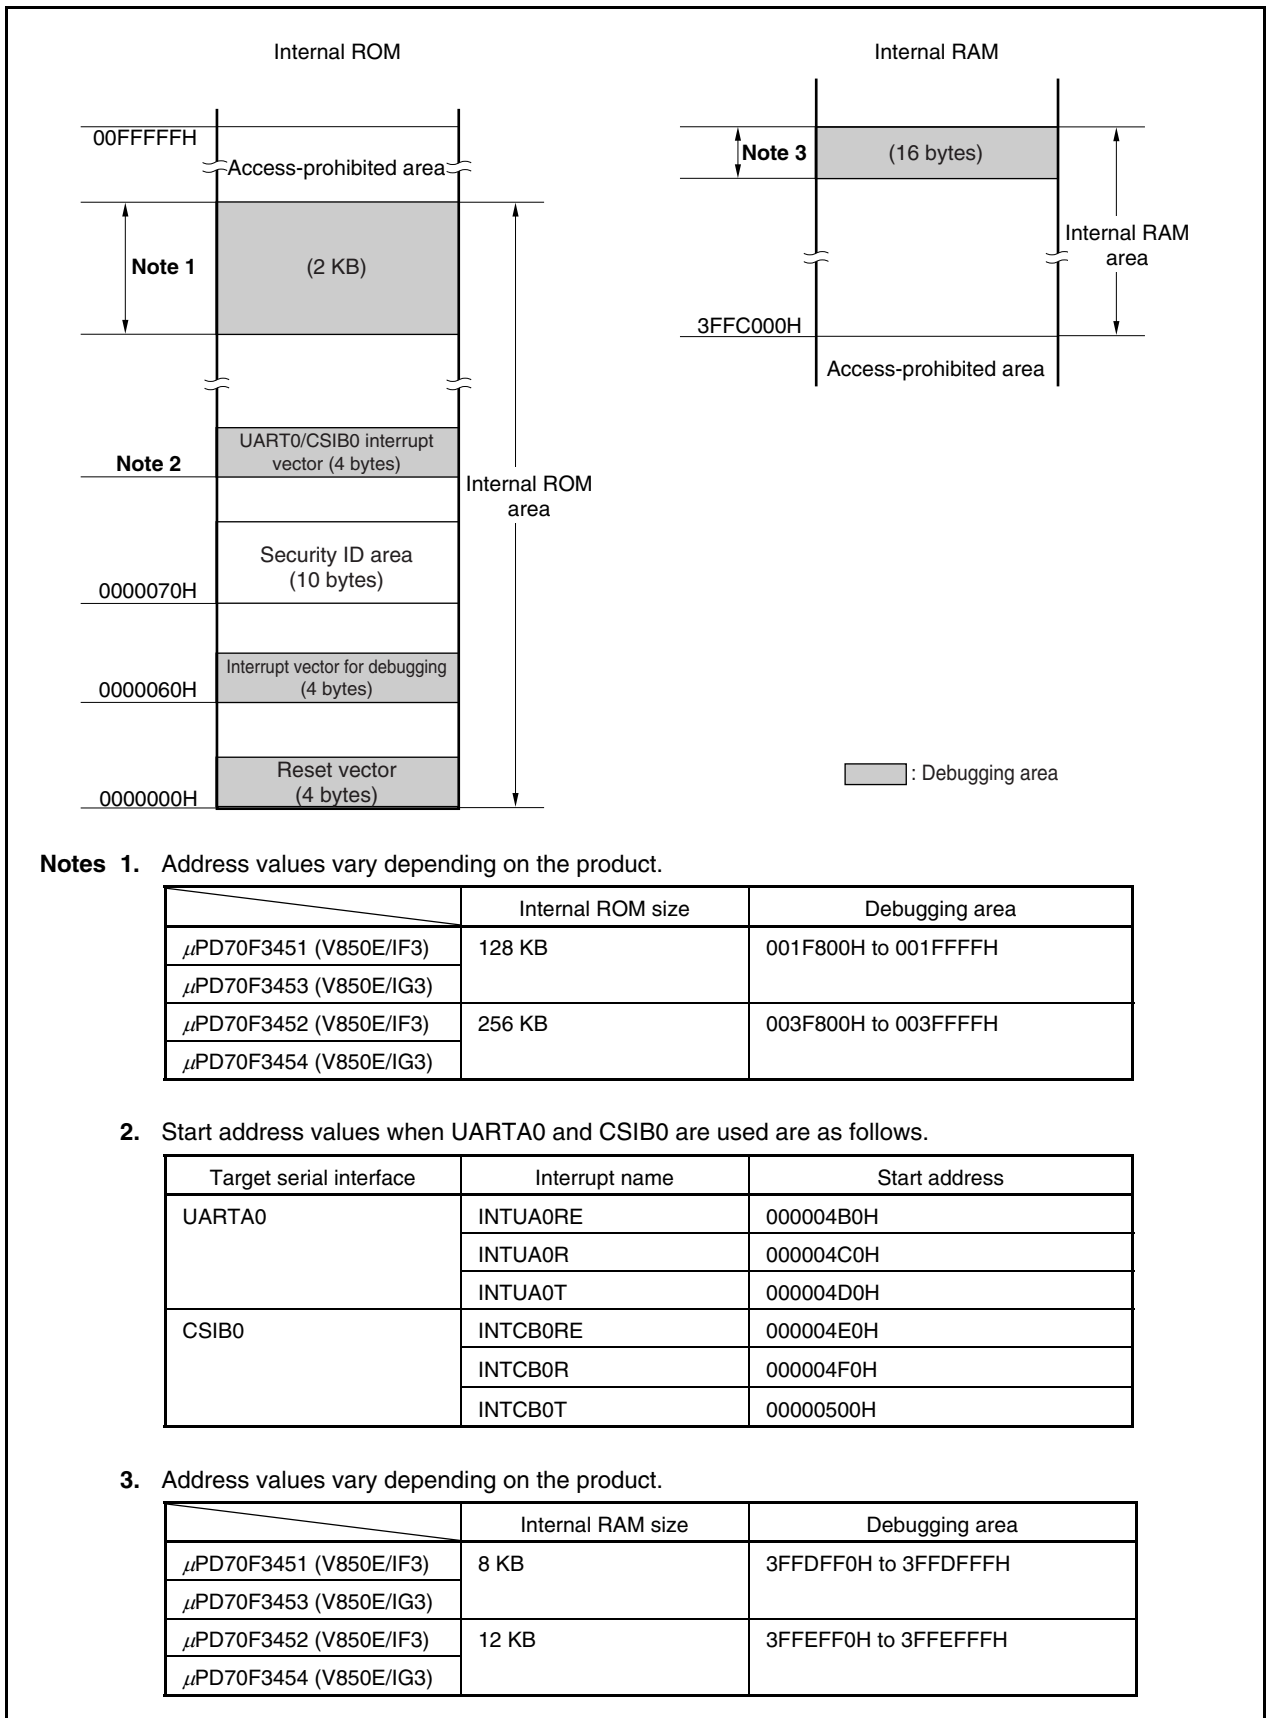 Internal ROM
00FFFFFH
Access-prohibited area
Note 1
(2 KB)
Note 2
UART0/CSIB0 interrupt
vector (4 bytes)
Internal ROM
area
Security ID area
(10 bytes)
0000070H
Interrupt vector for debugging
(4 bytes)
0000060H
Reset vector
(4 bytes)
0000000H
Internal RAM
Note 3
(16 bytes)
Internal RAM
area
3FFC000H
Access-prohibited area
: Debugging area
Notes 1. Address values vary depending on the product.
Internal ROM size Debugging area
μPD70F3451 (V850E/IF3) 128 KB 001F800H to 001FFFFH
μPD70F3453 (V850E/IG3)
μPD70F3452 (V850E/IF3) 256 KB 003F800H to 003FFFFH
μPD70F3454 (V850E/IG3)
2. Start address values when UARTA0 and CSIB0 are used are as follows.
Target serial interface Interrupt name Start address
UARTA0 INTUA0RE 000004B0H
INTUA0R 000004C0H
INTUA0T 000004D0H
CSIB0 INTCB0RE 000004E0H
INTCB0R 000004F0H
INTCB0T 00000500H
3. Address values vary depending on the product.
Internal RAM size Debugging area
μPD70F3451 (V850E/IF3) 8 KB 3FFDFF0H to 3FFDFFFH
μPD70F3453 (V850E/IG3)
μPD70F3452 (V850E/IF3) 12 KB 3FFEFF0H to 3FFEFFFH
μPD70F3454 (V850E/IG3)